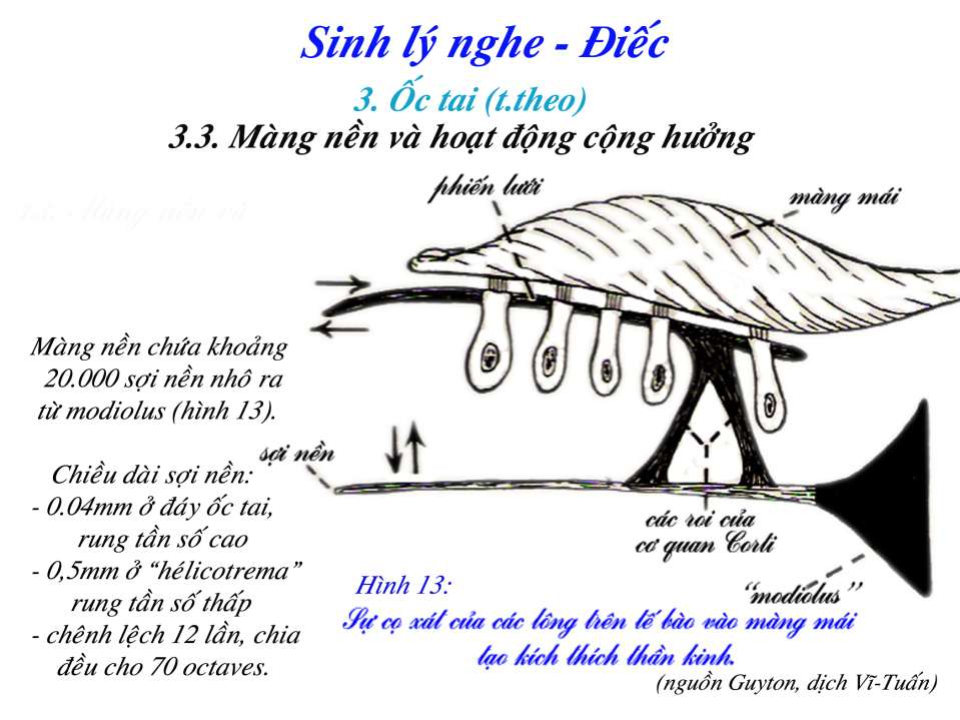 Sinh lý nghe - Điếc
3. Ốc tai (t.theo)
3.3. Màng nền và hoạt động cộng hưởng
phiến lưới
màng mái
Màng nền chứa khoảng
20.000 sợi nền nhô ra
từ modiolus (hình 13).
sợi nền
Chiều dài sợi nền:
- 0.04mm ở đáy ốc tai,
rung tần số cao
- 0,5mm ở “hélicotrema”
rung tần số thấp
- chênh lệch 12 lần, chia
đều cho 70 octaves.
các roi của
cơ quan Corti
“modiolus”
Hình 13:
Sự cọ xát của các lông trên tế bào vào màng mái
tạo kích thích thần kinh.
(nguồn Guyton, dịch Vĩ-Tuấn)